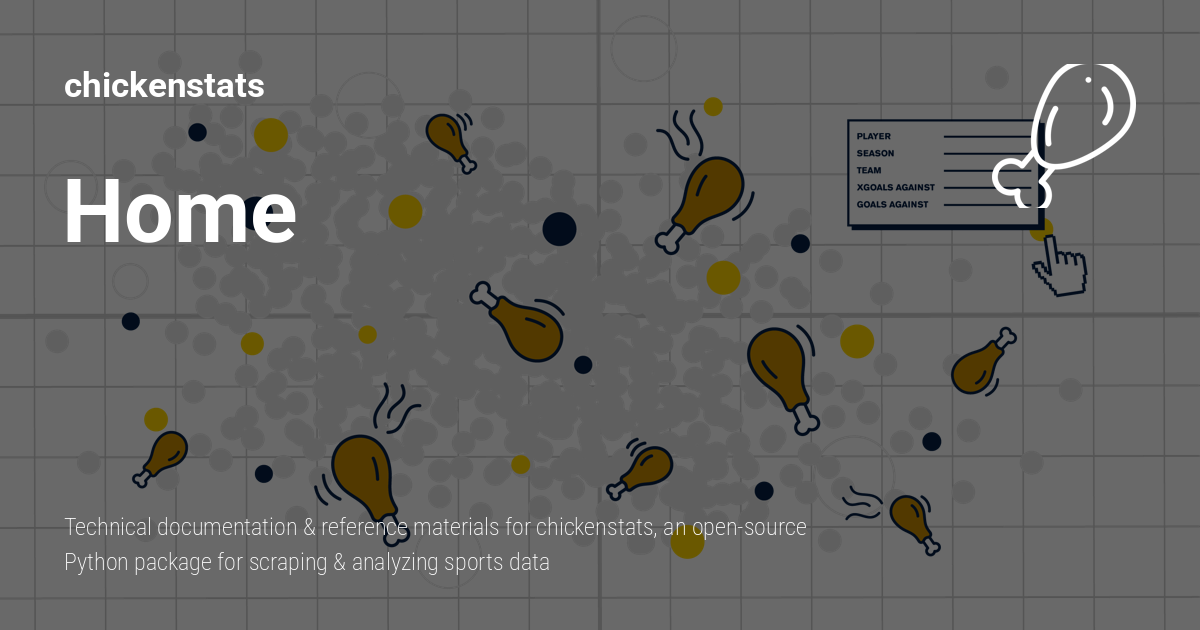 chickenstats
Home
PLAYER
SEASON
TEAM
XGOALS AGAINST
GOALS AGAINST
Technical documentation & reference materials for chickenstats, an open-source
Python package for scraping & analyzing sports data